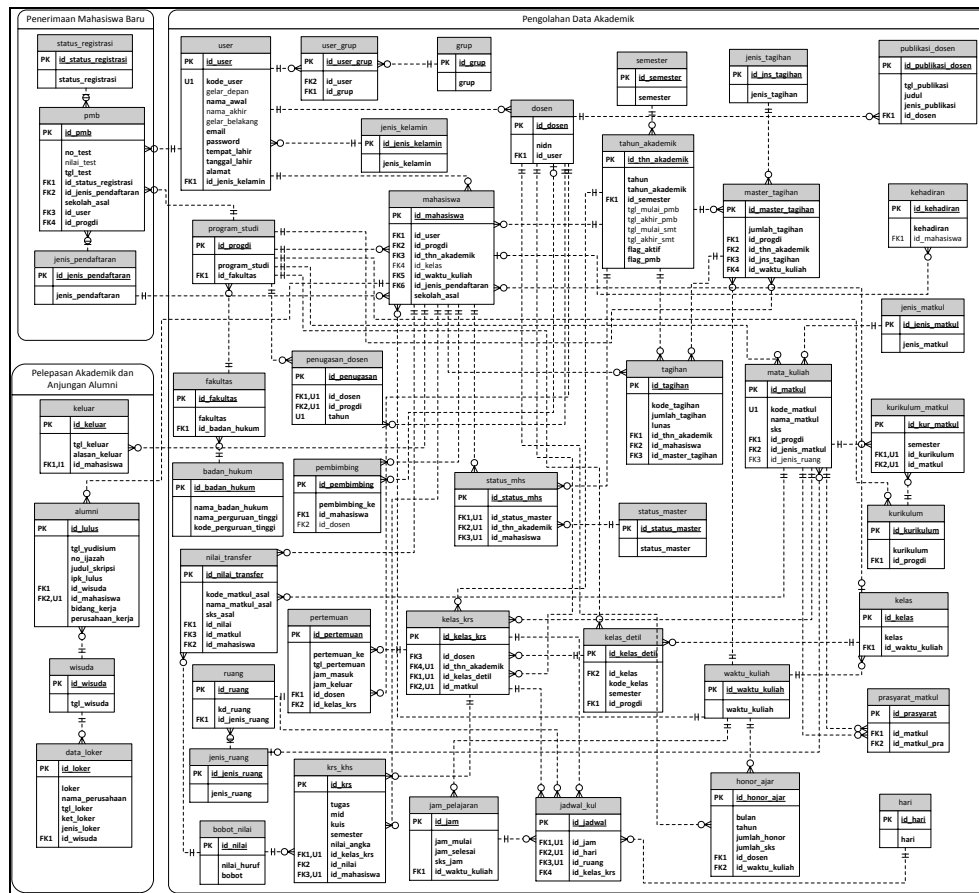 Penerimaan Mahasiswa Baru
status_registrasi
PK id_status_registrasi
status_registrasi
pmb
PK id_pmb
no_test
nilai_test
tgl_test
FK1 id_status_registrasi
FK2 id_jenis_pendaftaran
sekolah_asal
FK3 id_user
FK4 id_progdi
jenis_pendaftaran
PK id_jenis_pendaftaran
jenis_pendaftaran
Pelepasan Akademik dan
Anjungan Alumni
keluar
PK id_keluar
tgl_keluar
alasan_keluar
FK1,I1 id_mahasiswa
alumni
PK id_lulus
tgl_yudisium
no_ijazah
judul_skripsi
ipk_lulus
FK1 id_wisuda
FK2,U1 id_mahasiswa
bidang_kerja
perusahaan_kerja
wisuda
PK id_wisuda
tgl_wisuda
data_loker
PK id_loker
loker
nama_perusahaan
tgl_loker
ket_loker
jenis_loker
FK1 id_wisuda
Pengolahan Data Akademik
user
PK id_user
U1 kode_user
gelar_depan
nama_awal
nama_akhir
gelar_belakang
email
password
tempat_lahir
tanggal_lahir
alamat
FK1 id_jenis_kelamin
user_grup
PK id_user_grup
FK2 id_user
FK1 id_grup
grup
PK id_grup
grup
jenis_kelamin
PK id_jenis_kelamin
jenis_kelamin
dosen
PK id_dosen
nidn
FK1 id_user
semester
PK id_semester
semester
jenis_tagihan
PK id_jns_tagihan
jenis_tagihan
publikasi_dosen
PK id_publikasi_dosen
tgl_publikasi
judul
jenis_publikasi
FK1 id_dosen
tahun_akademik
PK id_thn_akademik
tahun
tahun_akademik
FK1 id_semester
tgl_mulai_pmb
tgl_akhir_pmb
tgl_mulai_smt
tgl_akhir_smt
flag_aktif
flag_pmb
master_tagihan
PK id_master_tagihan
jumlah_tagihan
FK1 id_progdi
FK2 id_thn_akademik
FK3 id_jns_tagihan
FK4 id_waktu_kuliah
kehadiran
PK id_kehadiran
kehadiran
FK1 id_mahasiswa
mahasiswa
PK id_mahasiswa
FK1 id_user
FK2 id_progdi
FK3 id_thn_akademik
FK4 id_kelas
FK5 id_waktu_kuliah
FK6 id_jenis_pendaftaran
sekolah_asal
program_studi
PK id_progdi
program_studi
FK1 id_fakultas
jenis_matkul
PK id_jenis_matkul
jenis_matkul
penugasan_dosen
PK id_penugasan
FK1,U1 id_dosen
FK2,U1 id_progdi
U1 tahun
fakultas
PK id_fakultas
fakultas
FK1 id_badan_hukum
tagihan
PK id_tagihan
kode_tagihan
jumlah_tagihan
lunas
FK1 id_thn_akademik
FK2 id_mahasiswa
FK3 id_master_tagihan
mata_kuliah
PK id_matkul
U1 kode_matkul
nama_matkul
sks
FK1 id_progdi
FK2 id_jenis_matkul
FK3 id_jenis_ruang
kurikulum_matkul
PK id_kur_matkul
semester
FK1,U1 id_kurikulum
FK2,U1 id_matkul
badan_hukum
PK id_badan_hukum
nama_badan_hukum
nama_perguruan_tinggi
kode_perguruan_tinggi
pembimbing
PK id_pembimbing
pembimbing_ke
FK1 id_mahasiswa
FK2 id_dosen
status_mhs
PK id_status_mhs
FK1,U1 id_status_master
FK2,U1 id_thn_akademik
FK3,U1 id_mahasiswa
status_master
PK id_status_master
status_master
kurikulum
PK id_kurikulum
kurikulum
FK1 id_progdi
nilai_transfer
PK id_nilai_transfer
kode_matkul_asal
nama_matkul_asal
sks_asal
FK1 id_nilai
FK3 id_matkul
FK2 id_mahasiswa
pertemuan
PK id_pertemuan
pertemuan_ke
tgl_pertemuan
jam_masuk
jam_keluar
FK1 id_dosen
FK2 id_kelas_krs
kelas_krs
PK id_kelas_krs
FK3 id_dosen
FK4,U1 id_thn_akademik
FK1,U1 id_kelas_detil
FK2,U1 id_matkul
kelas_detil
PK id_kelas_detil
FK2 id_kelas
kode_kelas
semester
FK1 id_progdi
kelas
PK id_kelas
kelas
FK1 id_waktu_kuliah
waktu_kuliah
PK id_waktu_kuliah
waktu_kuliah
ruang
PK id_ruang
kd_ruang
FK1 id_jenis_ruang
prasyarat_matkul
PK id_prasyarat
FK1 id_matkul
FK2 id_matkul_pra
jenis_ruang
PK id_jenis_ruang
jenis_ruang
krs_khs
PK id_krs
tugas
mid
kuis
semester
nilai_angka
FK1,U1 id_kelas_krs
FK2 id_nilai
FK3,U1 id_mahasiswa
bobot_nilai
PK id_nilai
nilai_huruf
bobot
jam_pelajaran
PK id_jam
jam_mulai
jam_selesai
sks_jam
FK1 id_waktu_kuliah
jadwal_kul
PK id_jadwal
FK1,U1 id_jam
FK2,U1 id_hari
FK3,U1 id_ruang
FK4 id_kelas_krs
honor_ajar
PK id_honor_ajar
bulan
tahun
jumlah_honor
jumlah_sks
FK1 id_dosen
FK2 id_waktu_kuliah
hari
PK id_hari
hari